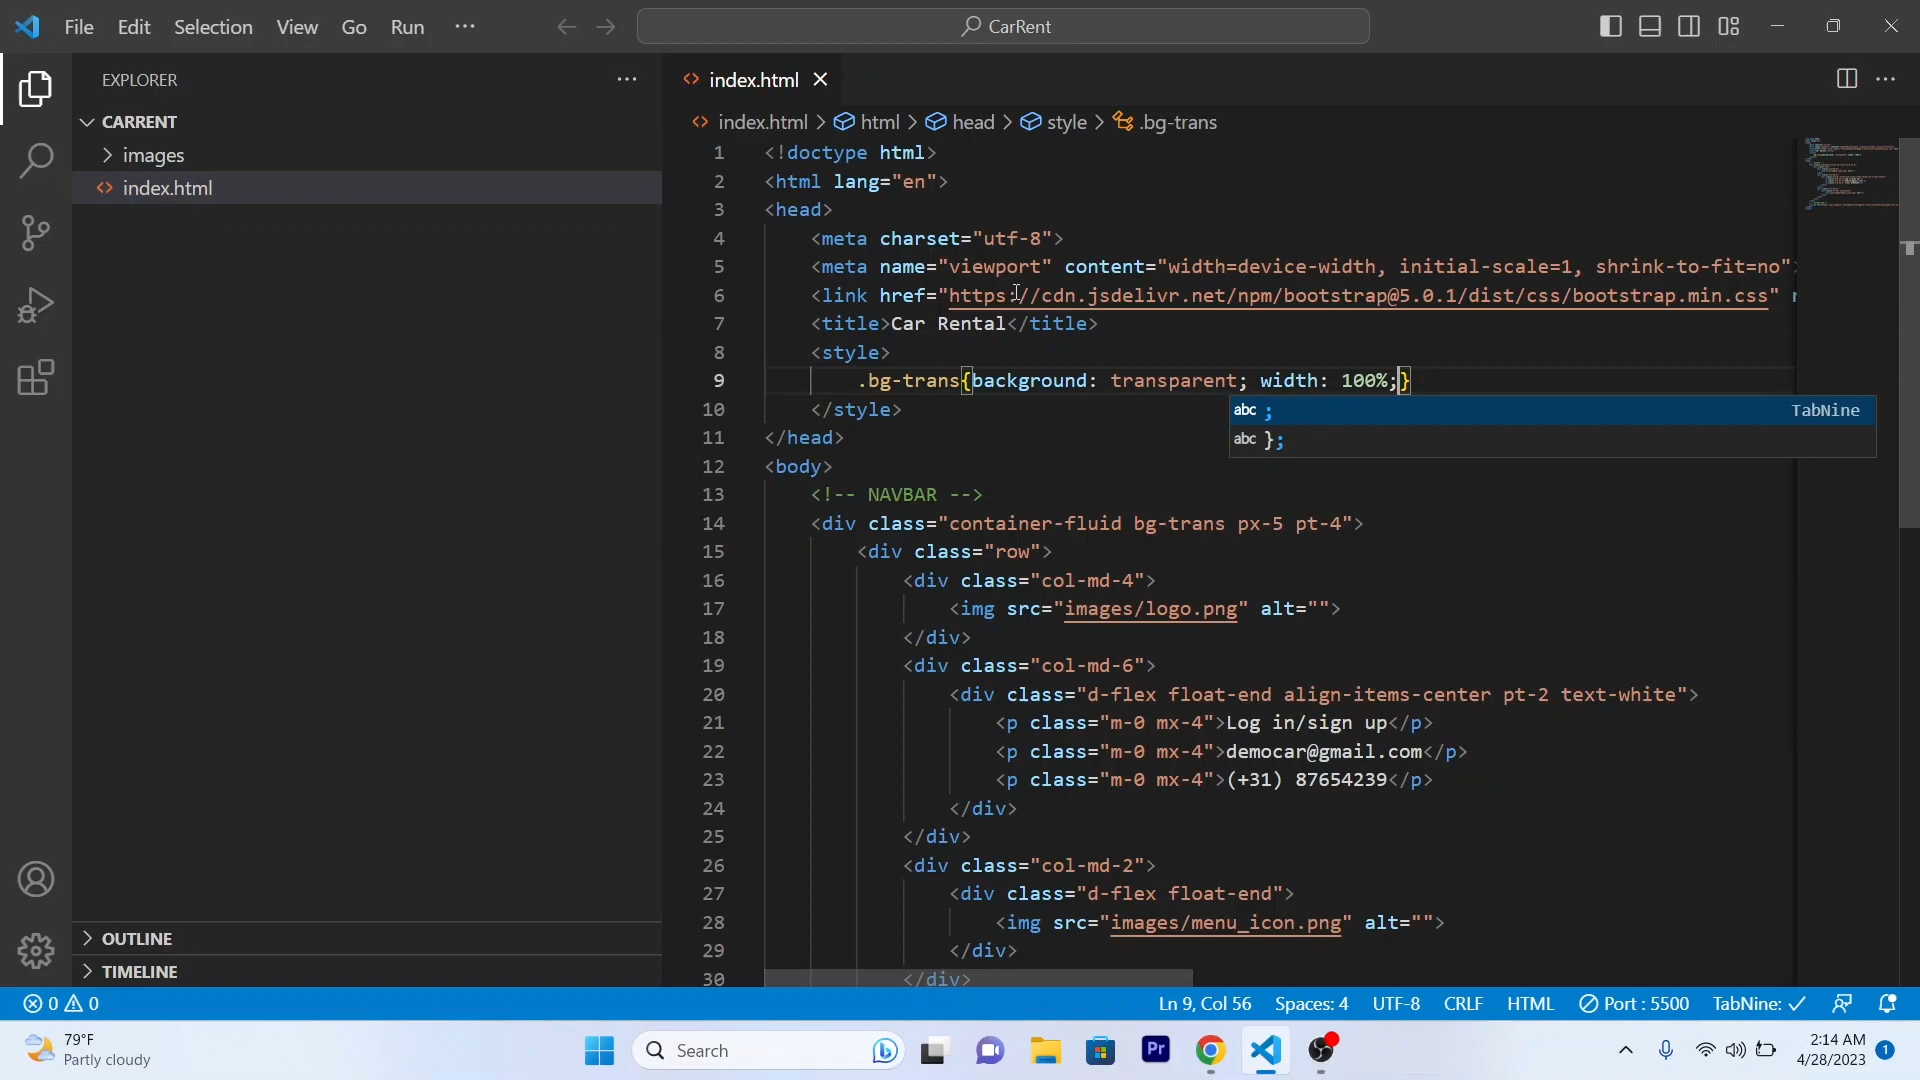 File Edit Selection View Go Run ···
CarRent
EXPLORER
CARRENT
images
index.html
OUTLINE
TIMELINE
index.html
index.html > html > head > style > .bg-trans
1 <!doctype html>
2 <html lang="en">
3 <head>
4 <meta charset="utf-8">
5 <meta name="viewport" content="width=device-width, initial-scale=1, shrink-to-fit=no">
6 <link href="https://cdn.jsdelivr.net/npm/bootstrap@5.0.1/dist/css/bootstrap.min.css" r
7 <title>Car Rental</title>
8 <style>
9 .bg-trans{background: transparent; width: 100%;}
abc ; TabNine
abc };
10 </style>
11 </head>
12 <body>
13 <!-- NAVBAR -->
14 <div class="container-fluid bg-trans px-5 pt-4">
15 <div class="row">
16 <div class="col-md-4">
17 <img src="images/logo.png" alt="">
18 </div>
19 <div class="col-md-6">
20 <div class="d-flex float-end align-items-center pt-2 text-white">
21 <p class="m-0 mx-4">Log in/sign up</p>
22 <p class="m-0 mx-4">democar@gmail.com</p>
23 <p class="m-0 mx-4">(+31) 87654239</p>
24 </div>
25 </div>
26 <div class="col-md-2">
27 <div class="d-flex float-end">
28 <img src="images/menu_icon.png" alt="">
29 </div>
30 </div>
0 0
Ln 9, Col 56 Spaces: 4 UTF-8 CRLF HTML Port : 5500 TabNine:
79°F
Partly cloudy
Search
Pr
2:14 AM
4/28/2023
1